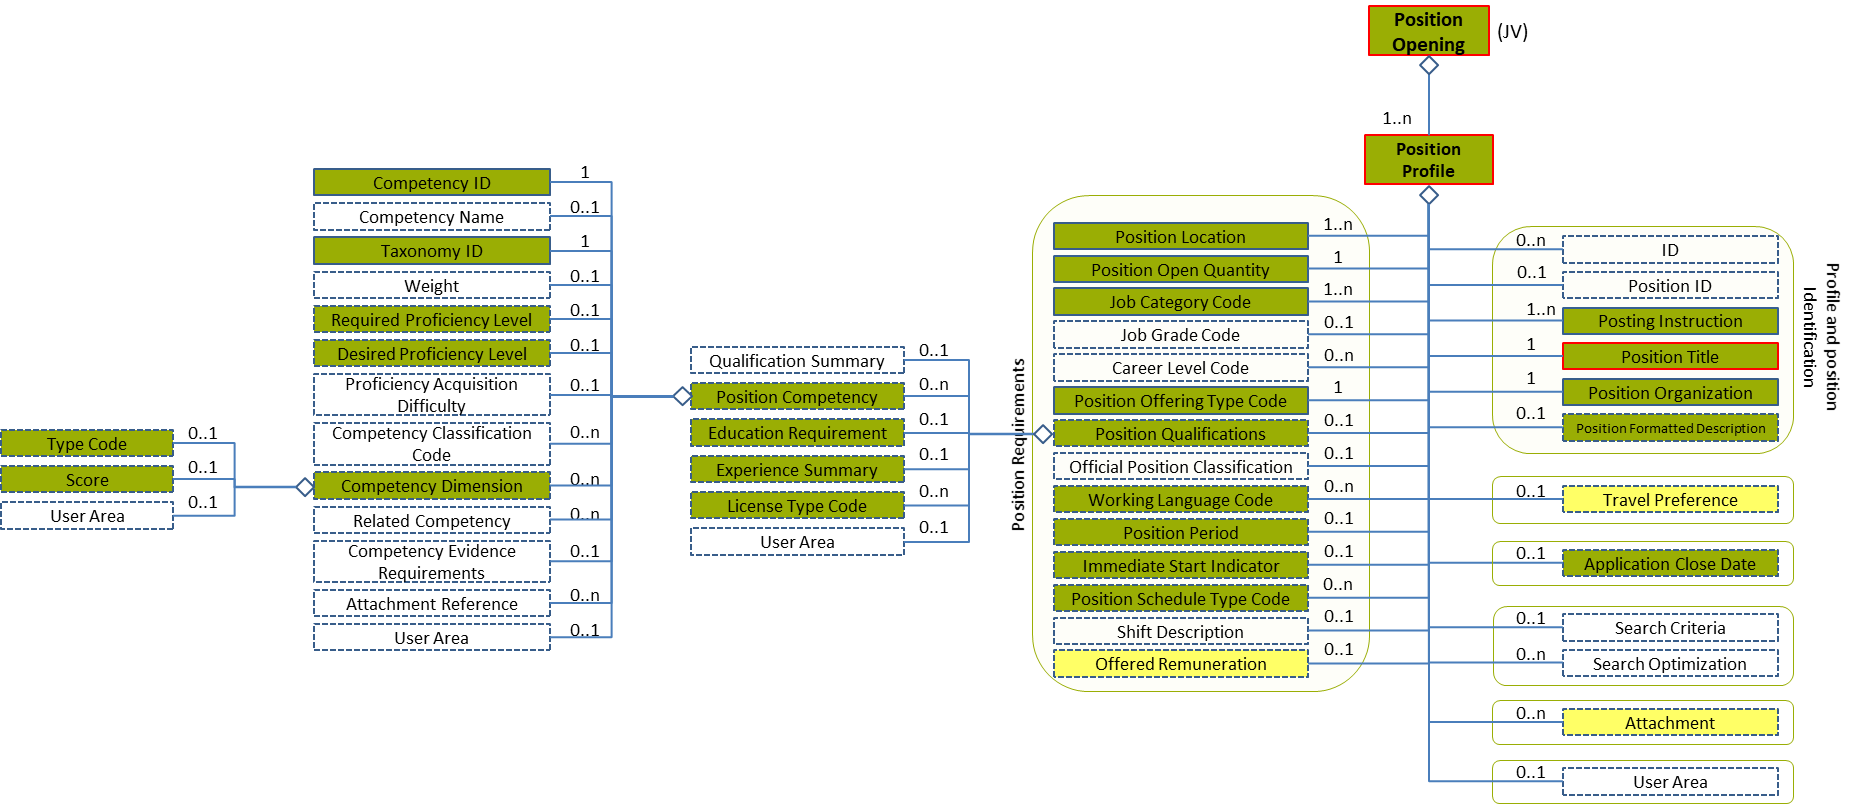 Position
Opening
(JV)
1..n
Position
Profile
Competency ID
1
Competency Name
0..1
Taxonomy ID
1
Weight
0..1
Required Proficiency Level
0..1
Desired Proficiency Level
0..1
Proficiency Acquisition
Difficulty
0..1
Competency Classification
Code
0..n
Competency Dimension
0..n
Related Competency
0..n
Competency Evidence
Requirements
0..1
Attachment Reference
0..n
User Area
0..1
Type Code
0..1
Score
0..1
User Area
0..1
Qualification Summary
0..1
Position Competency
0..n
Education Requirement
0..1
Experience Summary
0..1
License Type Code
0..n
User Area
0..1
Position Requirements
Position Location
1..n
Position Open Quantity
1
Job Category Code
1..n
Job Grade Code
0..1
Career Level Code
0..n
Position Offering Type Code
1
Position Qualifications
0..1
Official Position Classification
0..1
Working Language Code
0..n
Position Period
0..1
Immediate Start Indicator
0..1
Position Schedule Type Code
0..n
Shift Description
0..1
Offered Remuneration
0..1
Profile and position
Identification
0..n
ID
0..1
Position ID
1..n
Posting Instruction
1
Position Title
1
Position Organization
0..1
Position Formatted Description
0..1
Travel Preference
0..1
Application Close Date
0..1
Search Criteria
0..n
Search Optimization
0..n
Attachment
0..1
User Area